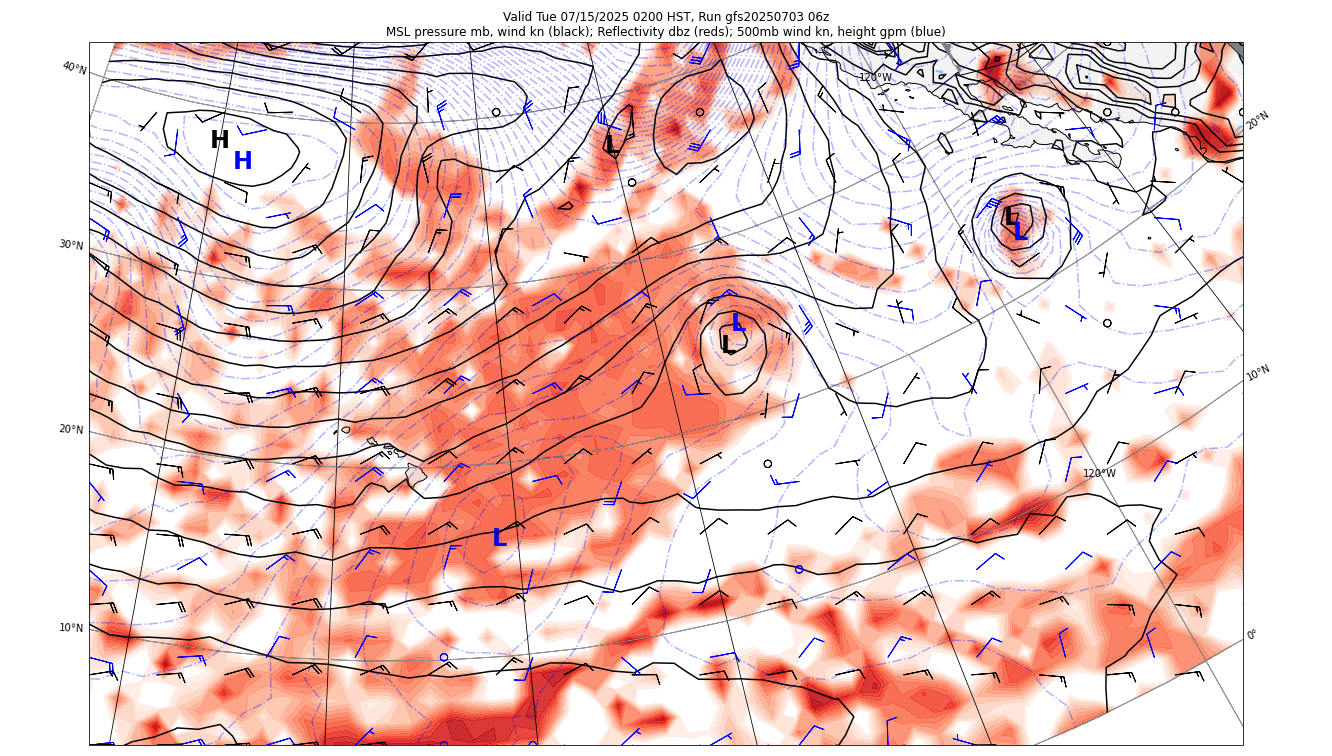 Valid Tue 07/15/2025 0200 HST, Run gfs20250703 06z
MSL pressure mb, wind kn (black); Reflectivity dbz (reds); 500mb wind kn, height gpm (blue)
40°N
120°W
20°N
H
H
L
L
L
30°N
L
L
10°N
20°N
120°W
L
10°N
0°